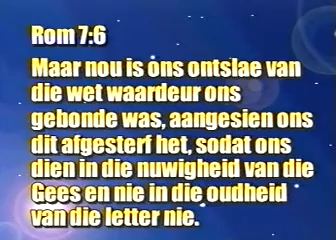 Rom 7:6
Maar nou is ons ontslae van
die wet waardeur ons
gebonde was, aangesien ons
dit afgesterf het, sodat ons
dien in die nuwigheid van die
Gees en nie in die oudheid
van die letter nie.